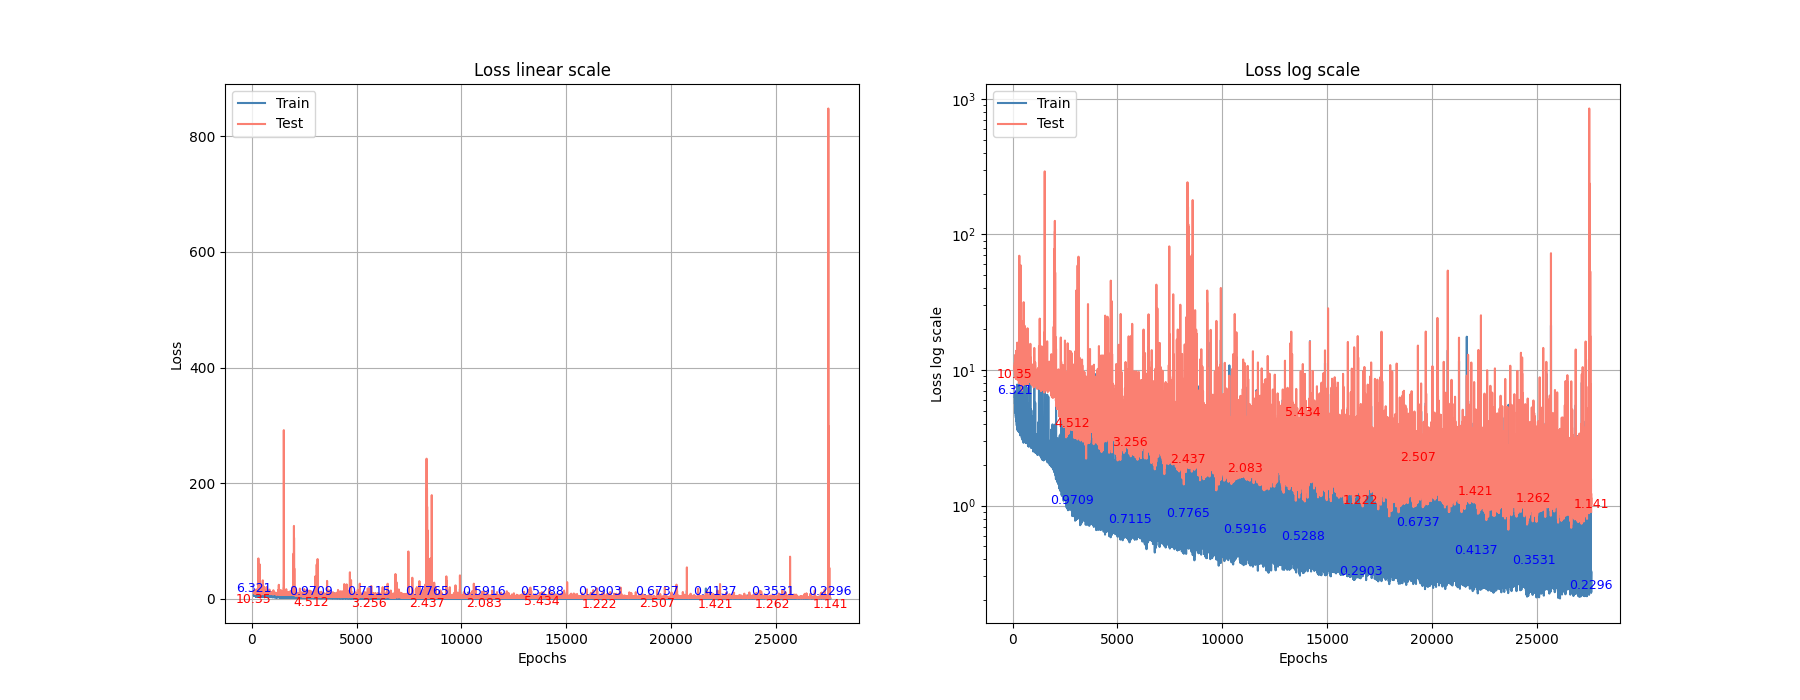 Loss linear scale
Loss
800
600
400
200
0
Train
Test
6.321 0.9709 0.7115 0.7765 0.5916 0.5288 0.2903 0.6737 0.4137 0.3531 0.2296
10.35 4.512 3.256 2.437 2.083 5.434 1.222 2.507 1.421 1.262 1.141
0 5000 10000 15000 20000 25000
Epochs
Loss log scale
Loss log scale
10³
10²
10¹
10⁰
Train
Test
10.35 4.512 3.256 2.437 2.083 5.434 1.222 2.507 1.421 1.262 1.141
6.321 0.9709 0.7115 0.7765 0.5916 0.5288 0.2903 0.6737 0.4137 0.3531 0.2296
0 5000 10000 15000 20000 25000
Epochs